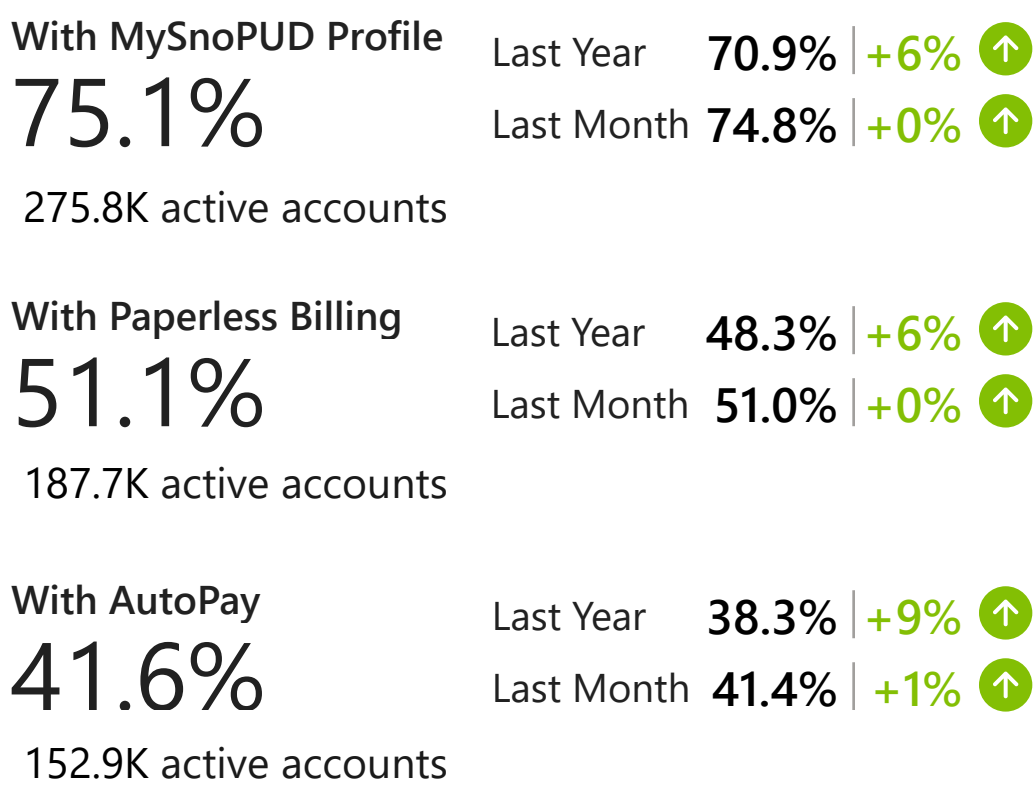 With MySnoPUD Profile
75.1%
275.8K active accounts
Last Year 70.9% +6%
Last Month 74.8% +0%
With Paperless Billing
51.1%
187.7K active accounts
Last Year 48.3% +6%
Last Month 51.0% +0%
With AutoPay
41.6%
152.9K active accounts
Last Year 38.3% +9%
Last Month 41.4% +1%